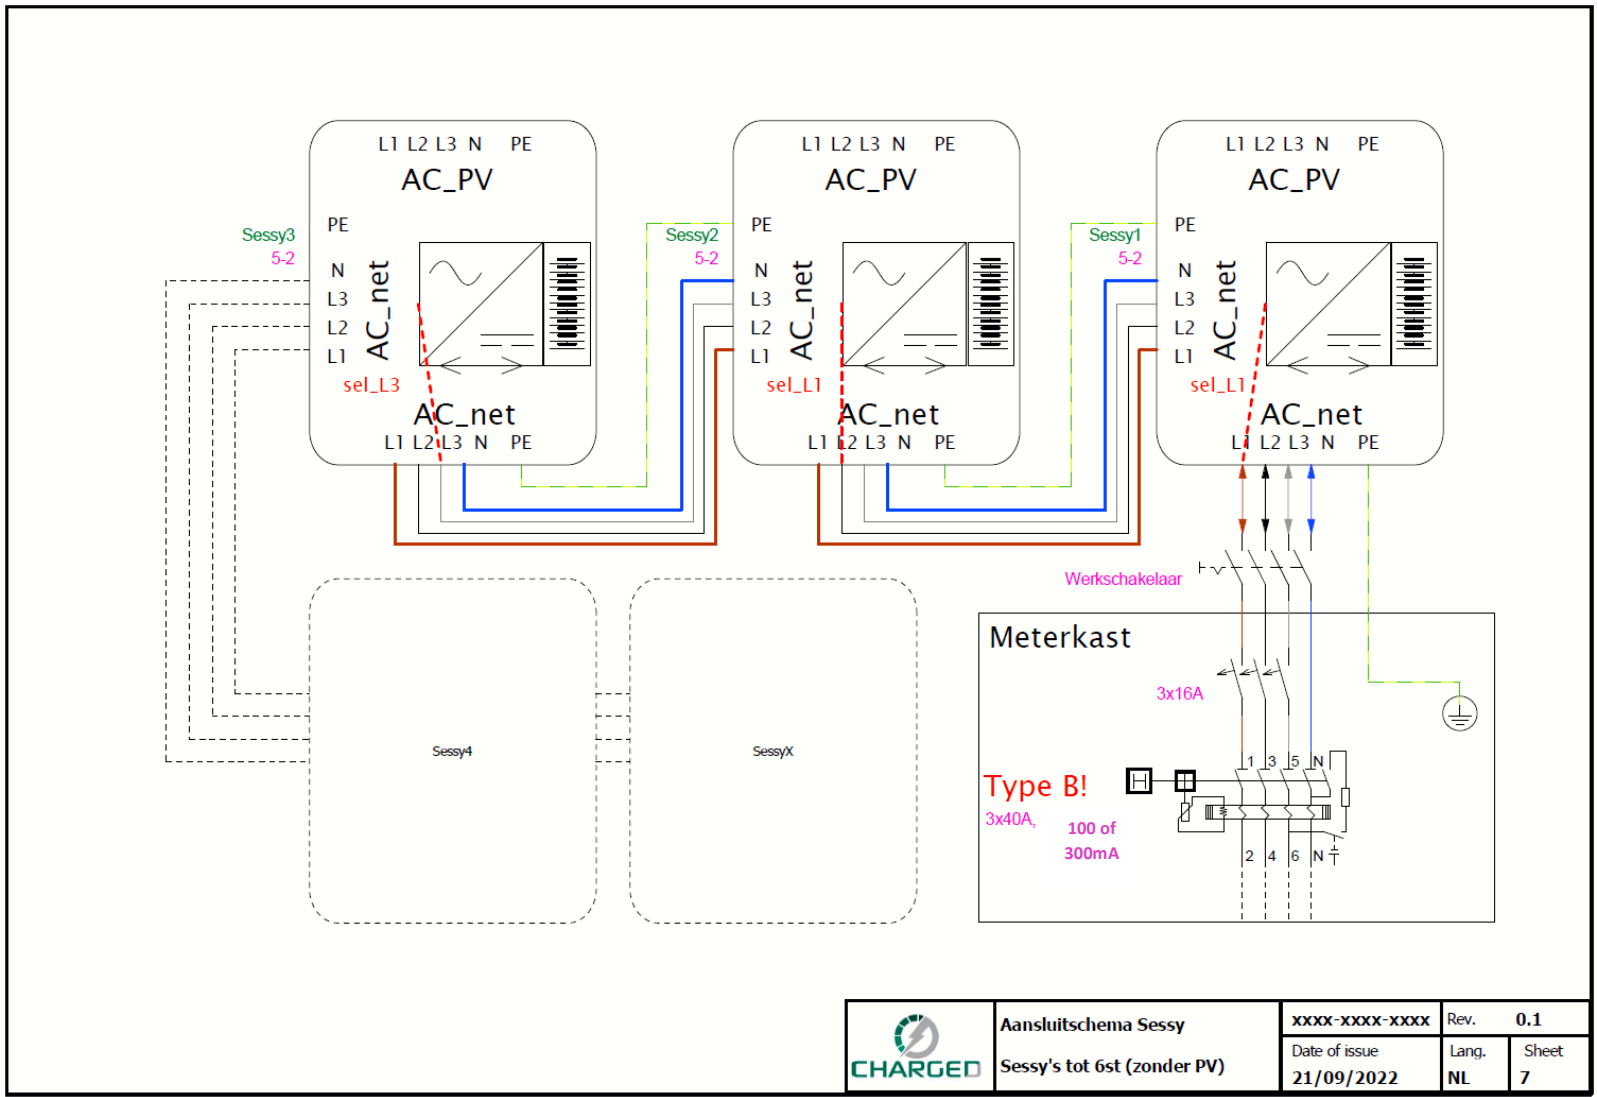 L1 L2 L3 N PE
AC_PV
PE
Sessy3
5-2
N
L3
L2
L1
AC_net
sel_L3
AC_net
L1 L2 L3 N PE
L1 L2 L3 N PE
AC_PV
PE
Sessy2
5-2
N
L3
L2
L1
AC_net
sel_L1
AC_net
L1 L2 L3 N PE
L1 L2 L3 N PE
AC_PV
PE
Sessy1
5-2
N
L3
L2
L1
AC_net
sel_L1
AC_net
L1 L2 L3 N PE
Werkschakelaar
Meterkast
3x16A
1 3 5 N
H
Type B!
3x40A,
100 of
300mA
2 4 6 N
Sessy4
SessyX
CHARGED
Aansluitschema Sessy
Sessy's tot 6st (zonder PV)
xxxx-xxxx-xxxx
Rev. 0.1
Date of issue
21/09/2022
Lang.
NL
Sheet
7